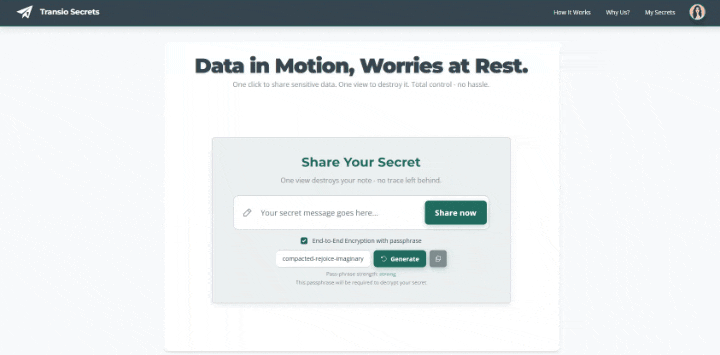 Transio Secrets
How It Works
Why Us?
My Secrets
Data in Motion, Worries at Rest.
One click to share sensitive data. One view to destroy it. Total control - no hassle.
Share Your Secret
One view destroys your note - no trace left behind.
Your secret message goes here...
Share now
End-to-End Encryption with passphrase
compacted-rejoice-imaginary
Generate
Pass-phrase strength: strong.
This passphrase will be required to decrypt your secret.